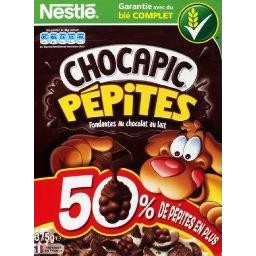 Nestlé
Garantie avec du
blé COMPLET
CHOCAPIC
PÉPITES
Fondantes au chocolat au lait
50% DE PÉPITES EN PLUS
375g